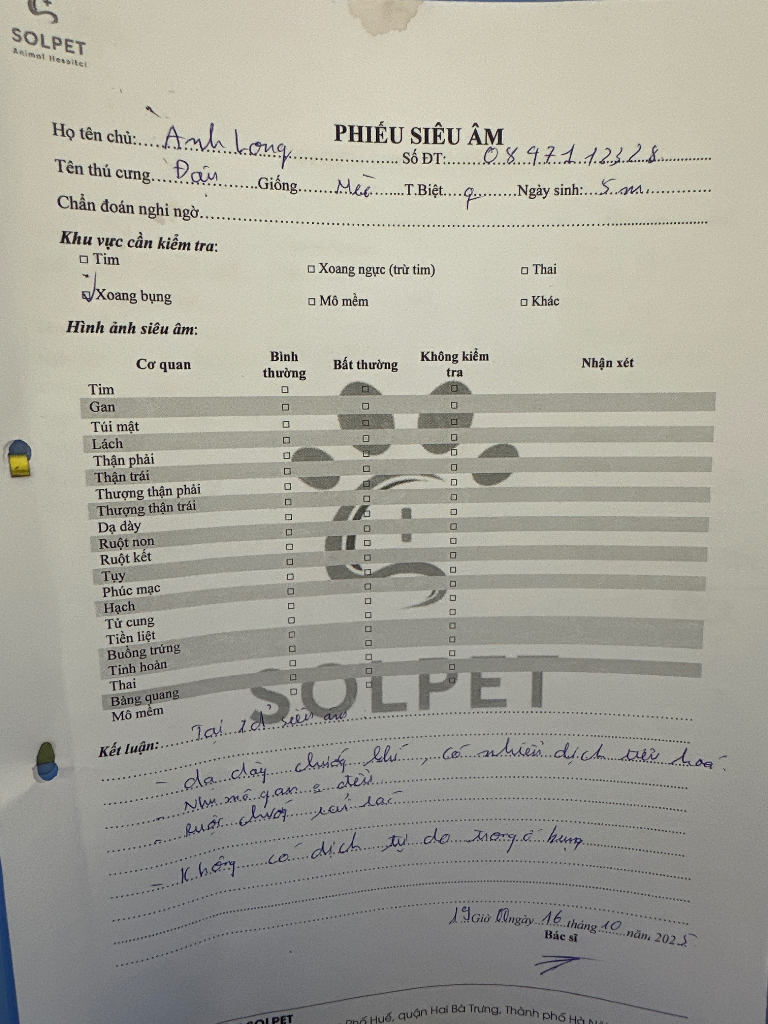 SOLPET
Animal Hospital
PHIẾU SIÊU ÂM
Họ tên chủ: Anh Long Số ĐT: 0897112328
Tên thú cưng Đậu Giống Mèo T.Biệt ♀ Ngày sinh: 5 m
Chẩn đoán nghi ngờ
Khu vực cần kiểm tra:
□ Tim □ Xoang ngực (trừ tim) □ Thai
☑ Xoang bụng □ Mô mềm □ Khác
Hình ảnh siêu âm:
Cơ quan Bình thường Bất thường Không kiểm tra Nhận xét
Tim □ □ □
Gan □ □ □
Túi mật □ □ □
Lách □ □ □
Thận phải □ □ □
Thận trái □ □ □
Thượng thận phải □ □ □
Thượng thận trái □ □ □
Dạ dày □ □ □
Ruột non □ □ □
Ruột kết □ □ □
Tụy □ □ □
Phúc mạc □ □ □
Hạch □ □ □
Tử cung □ □ □
Tiền liệt □ □ □
Buồng trứng □ □ □
Tinh hoàn □ □ □
Thai □ □ □
Bàng quang □ □ □
Mô mềm
SOLPET
Kết luận: Tại siêu âm
- dạ dày chướng khí, có nhiều dịch tiêu hoá
- Nhu mô gan đều
- Ruột chướng rải rác
- Không có dịch tự do trong ổ bụng
19 Giờ 00 ngày 16 tháng 10 năm 2025
Bác sĩ
SOLPET
Phố Huế, quận Hai Bà Trưng, Thành phố Hà